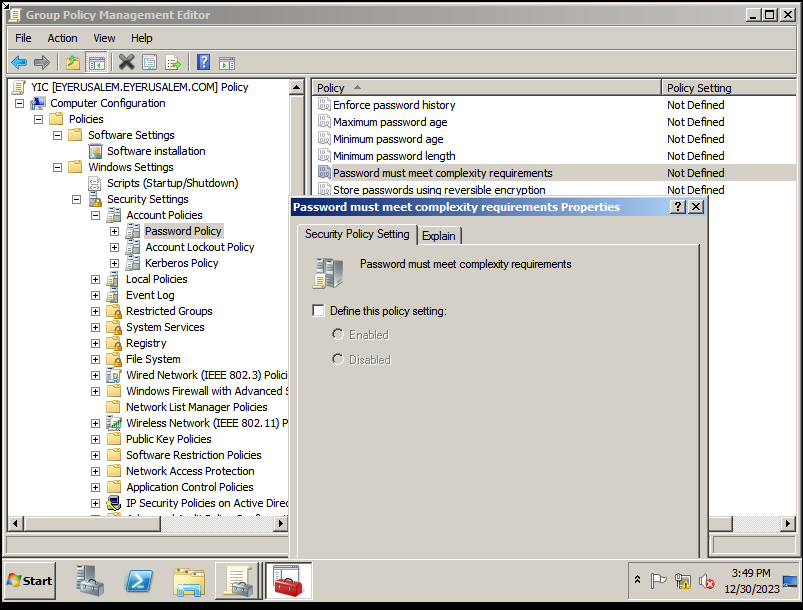 Group Policy Management Editor
File Action View Help
YIC [EYERUSALEM.EYERUSALEM.COM] Policy
Computer Configuration
Policies
Software Settings
Software installation
Windows Settings
Scripts (Startup/Shutdown)
Security Settings
Account Policies
Password Policy
Account Lockout Policy
Kerberos Policy
Local Policies
Event Log
Restricted Groups
System Services
Registry
File System
Wired Network (IEEE 802.3) Polici
Windows Firewall with Advanced S
Network List Manager Policies
Wireless Network (IEEE 802.11) P
Public Key Policies
Software Restriction Policies
Network Access Protection
Application Control Policies
IP Security Policies on Active Direc
Policy Policy Setting
Enforce password history Not Defined
Maximum password age Not Defined
Minimum password age Not Defined
Minimum password length Not Defined
Password must meet complexity requirements Not Defined
Store passwords using reversible encryption Not Defined
Password must meet complexity requirements Properties
Security Policy Setting Explain
Password must meet complexity requirements
Define this policy setting:
Enabled
Disabled
Start
3:49 PM
12/30/2023